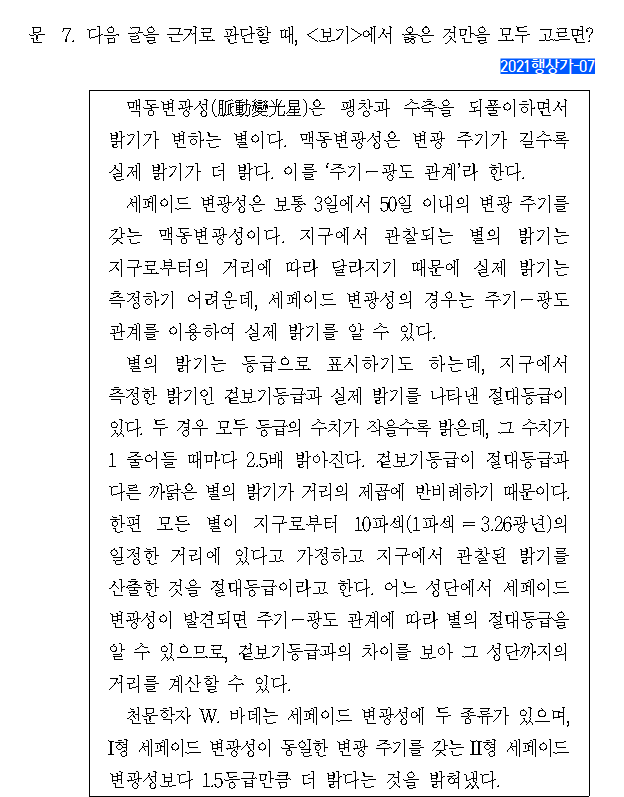 문 7. 다음 글을 근거로 판단할 때, <보기>에서 옳은 것만을 모두 고르면?
2021행상가-07
맥동변광성(脈動變光星)은 팽창과 수축을 되풀이하면서
밝기가 변하는 별이다. 맥동변광성은 변광 주기가 길수록
실제 밝기가 더 밝다. 이를 ‘주기-광도 관계’라 한다.
세페이드 변광성은 보통 3일에서 50일 이내의 변광 주기를
갖는 맥동변광성이다. 지구에서 관찰되는 별의 밝기는
지구로부터의 거리에 따라 달라지기 때문에 실제 밝기는
측정하기 어려운데, 세페이드 변광성의 경우는 주기-광도
관계를 이용하여 실제 밝기를 알 수 있다.
별의 밝기는 등급으로 표시하기도 하는데, 지구에서
측정한 밝기인 겉보기등급과 실제 밝기를 나타낸 절대등급이
있다. 두 경우 모두 등급의 수치가 작을수록 밝은데, 그 수치가
1 줄어들 때마다 2.5배 밝아진다. 겉보기등급이 절대등급과
다른 까닭은 별의 밝기가 거리의 제곱에 반비례하기 때문이다.
한편 모든 별이 지구로부터 10파섹(1파섹=3.26광년)의
일정한 거리에 있다고 가정하고 지구에서 관찰된 밝기를
산출한 것을 절대등급이라고 한다. 어느 성단에서 세페이드
변광성이 발견되면 주기-광도 관계에 따라 별의 절대등급을
알 수 있으므로, 겉보기등급과의 차이를 보아 그 성단까지의
거리를 계산할 수 있다.
천문학자 W. 바데는 세페이드 변광성에 두 종류가 있으며,
I형 세페이드 변광성이 동일한 변광 주기를 갖는 II형 세페이드
변광성보다 1.5등급만큼 더 밝다는 것을 밝혀냈다.